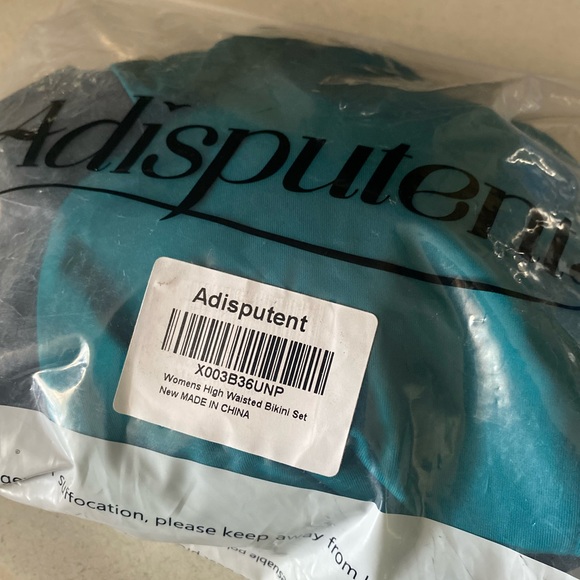 Adisputent
Adisputent
X003B36UNP
Womens High Waisted Bikini Set
New MADE IN CHINA
suffocation, please keep away from